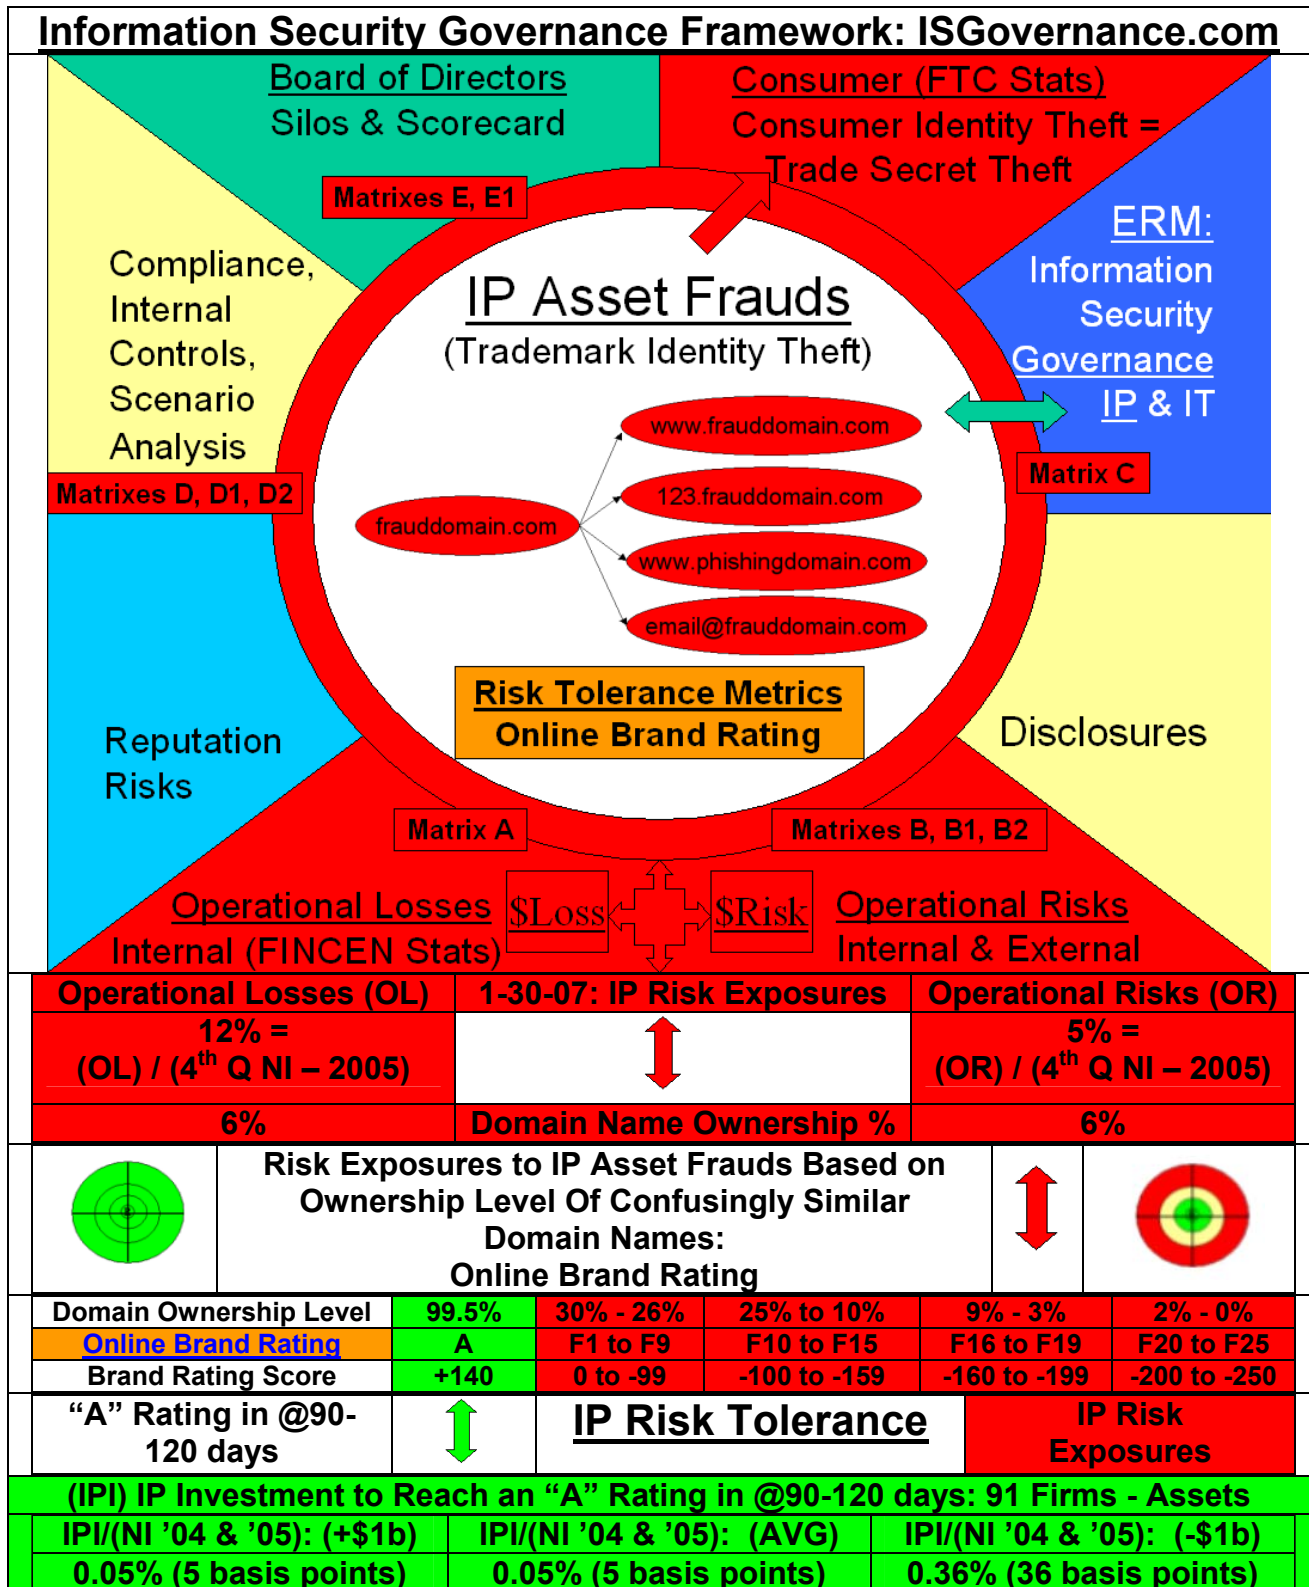 Information Security Governance Framework: ISGovernance.com
Board of Directors
Silos & Scorecard
Consumer (FTC Stats)
Consumer Identity Theft =
Trade Secret Theft
Matrixes E, E1
ERM:
Information
Security
Governance
IP & IT
Compliance,
Internal
Controls,
Scenario
Analysis
IP Asset Frauds
(Trademark Identity Theft)
www.frauddomain.com
123.frauddomain.com
frauddomain.com
www.phishingdomain.com
email@frauddomain.com
Matrix C
Matrixes D, D1, D2
Risk Tolerance Metrics
Online Brand Rating
Reputation
Risks
Disclosures
Matrix A
Matrixes B, B1, B2
Operational Losses
Internal (FINCEN Stats)
$Loss
$Risk
Operational Risks
Internal & External
Operational Losses (OL)
1-30-07: IP Risk Exposures
Operational Risks (OR)
12% =
(OL) / (4th Q NI – 2005)
5% =
(OR) / (4th Q NI – 2005)
6%
Domain Name Ownership %
6%
Risk Exposures to IP Asset Frauds Based on
Ownership Level Of Confusingly Similar
Domain Names:
Online Brand Rating
Domain Ownership Level 99.5% 30% - 26% 25% to 10% 9% - 3% 2% - 0%
Online Brand Rating A F1 to F9 F10 to F15 F16 to F19 F20 to F25
Brand Rating Score +140 0 to -99 -100 to -159 -160 to -199 -200 to -250
“A” Rating in @90-
120 days
IP Risk Tolerance
IP Risk
Exposures
(IPI) IP Investment to Reach an “A” Rating in @90-120 days: 91 Firms - Assets
IPI/(NI ’04 & ’05): (+$1b) IPI/(NI ’04 & ’05): (AVG) IPI/(NI ’04 & ’05): (-$1b)
0.05% (5 basis points) 0.05% (5 basis points) 0.36% (36 basis points)